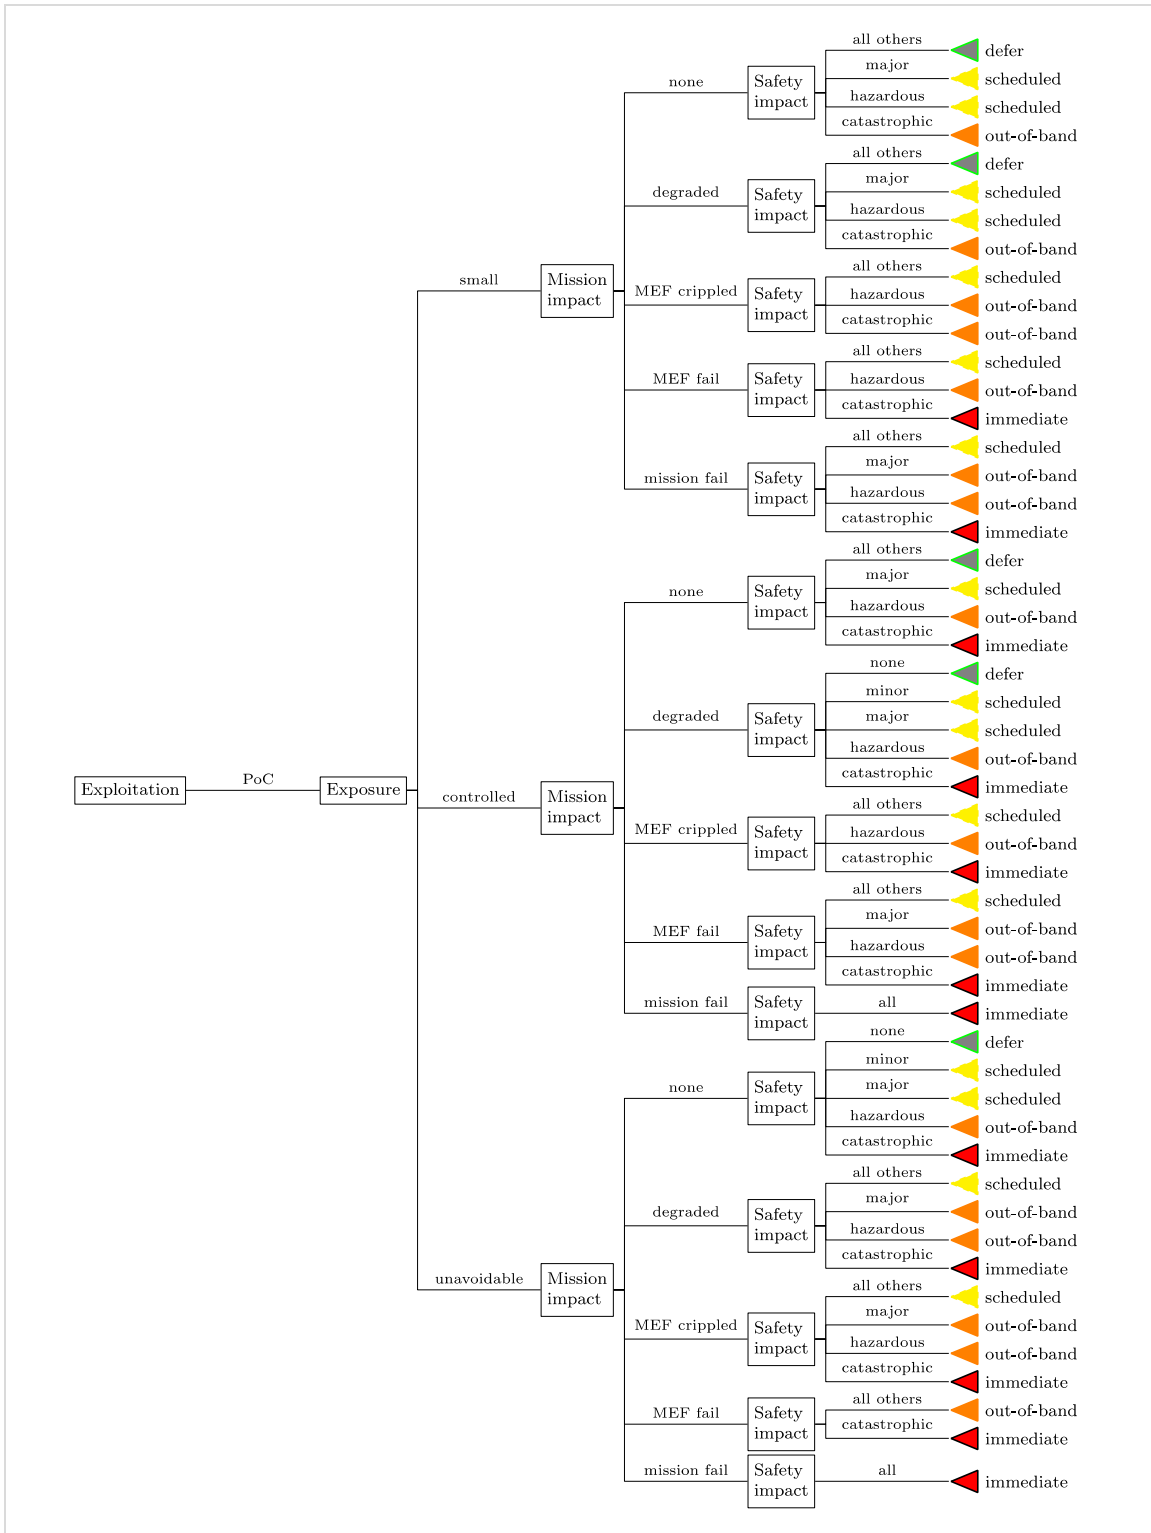 all others
defer
major
scheduled
none
Safety
impact
hazardous
scheduled
catastrophic
out-of-band
all others
defer
major
scheduled
degraded
Safety
impact
hazardous
scheduled
catastrophic
out-of-band
all others
scheduled
small
Mission
impact
MEF crippled
Safety
impact
hazardous
out-of-band
catastrophic
out-of-band
all others
scheduled
MEF fail
Safety
impact
hazardous
out-of-band
catastrophic
immediate
all others
scheduled
major
out-of-band
mission fail
Safety
impact
hazardous
out-of-band
catastrophic
immediate
all others
defer
major
scheduled
none
Safety
impact
hazardous
out-of-band
catastrophic
immediate
none
defer
minor
scheduled
degraded
Safety
impact
major
scheduled
hazardous
out-of-band
catastrophic
immediate
Exploitation
PoC
Exposure
controlled
Mission
impact
all others
scheduled
MEF crippled
Safety
impact
hazardous
out-of-band
catastrophic
immediate
all others
scheduled
major
out-of-band
MEF fail
Safety
impact
hazardous
out-of-band
catastrophic
immediate
mission fail
Safety
impact
all
immediate
none
defer
minor
scheduled
none
Safety
impact
major
scheduled
hazardous
out-of-band
catastrophic
immediate
all others
scheduled
major
out-of-band
degraded
Safety
impact
hazardous
out-of-band
catastrophic
immediate
unavoidable
Mission
impact
all others
scheduled
major
out-of-band
MEF crippled
Safety
impact
hazardous
out-of-band
catastrophic
immediate
all others
out-of-band
MEF fail
Safety
impact
catastrophic
immediate
mission fail
Safety
impact
all
immediate